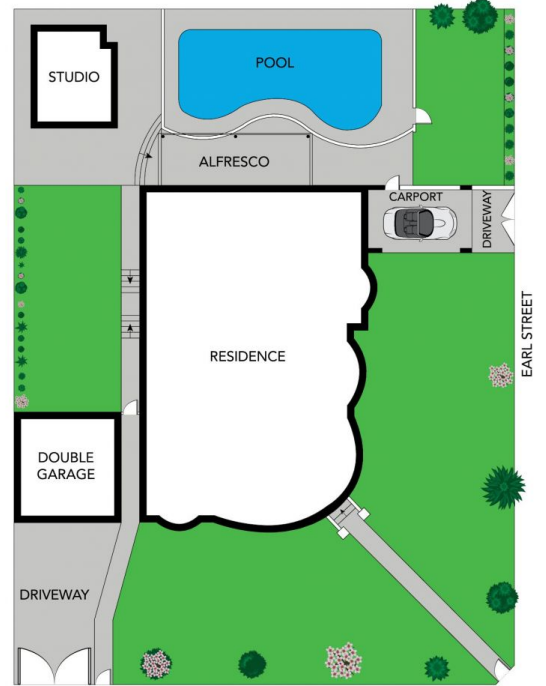 POOL
STUDIO
ALFRESCO
CARPORT
DRIVEWAY
EARL STREET
RESIDENCE
DOUBLE
GARAGE
DRIVEWAY